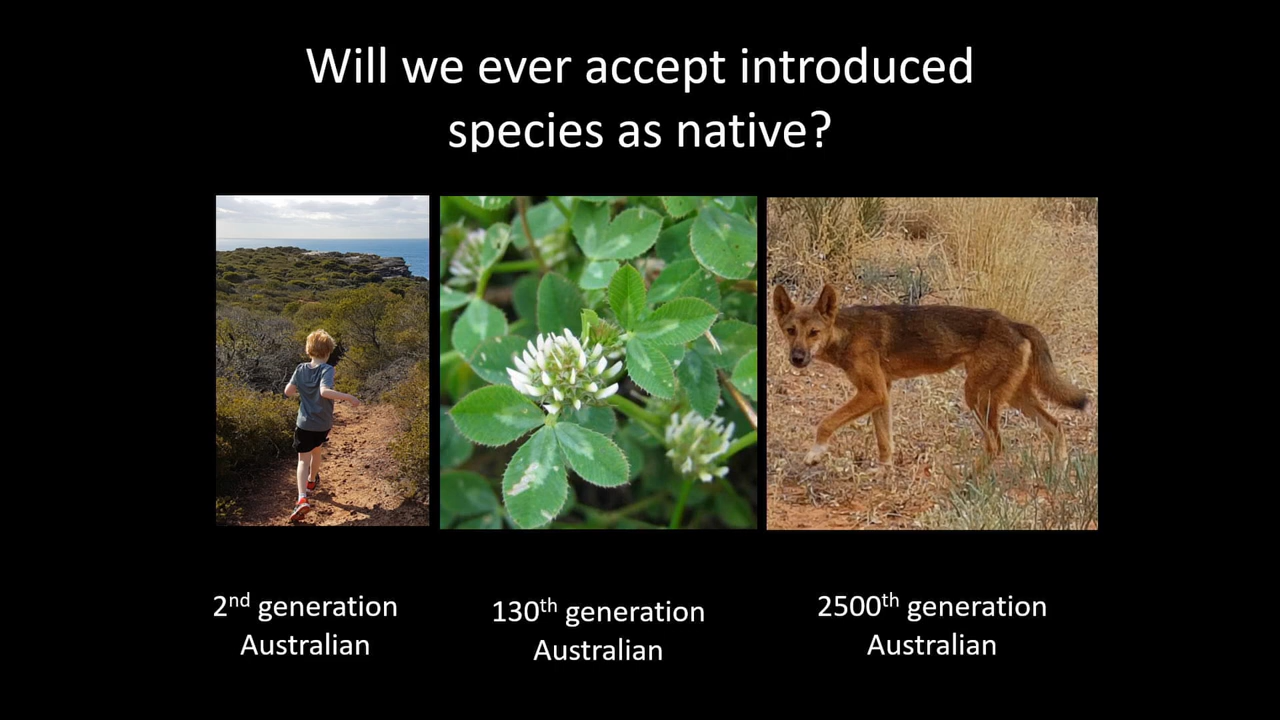 Will we ever accept introduced
species as native?
2nd generation
Australian
130th generation
Australian
2500th generation
Australian